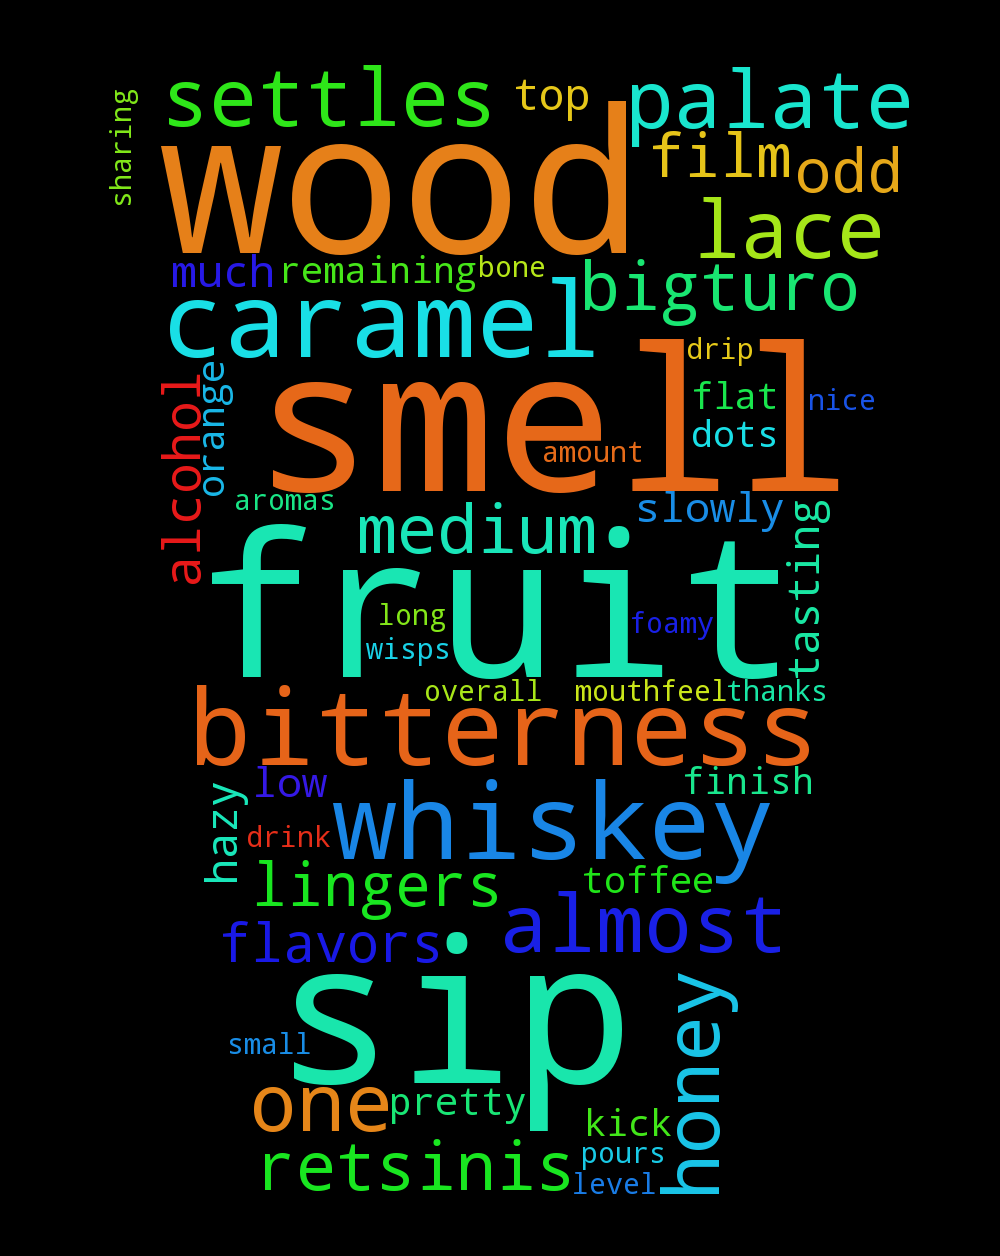 settles top palate
sharing
wood
film odd
lace
much remaining bone
bigturo
caramel
drip
smell
orange
alcohol
flat nice
dots
amount
aromas
medium slowly
tasting
fruit
long foamy
wisps
overall mouthfeel thanks
bitterness
low finish
hazy
whiskey
drink
lingers toffee
flavors almost
sip
honey
small
one pretty
kick
retsinis pours
level